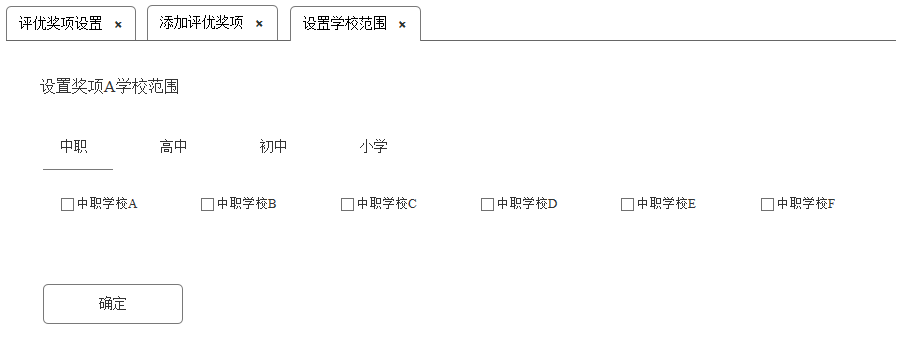 评优奖项设置 × 添加评优奖项 × 设置学校范围 ×
设置奖项A学校范围
中职 高中 初中 小学
中职学校A 中职学校B 中职学校C 中职学校D 中职学校E 中职学校F
确定